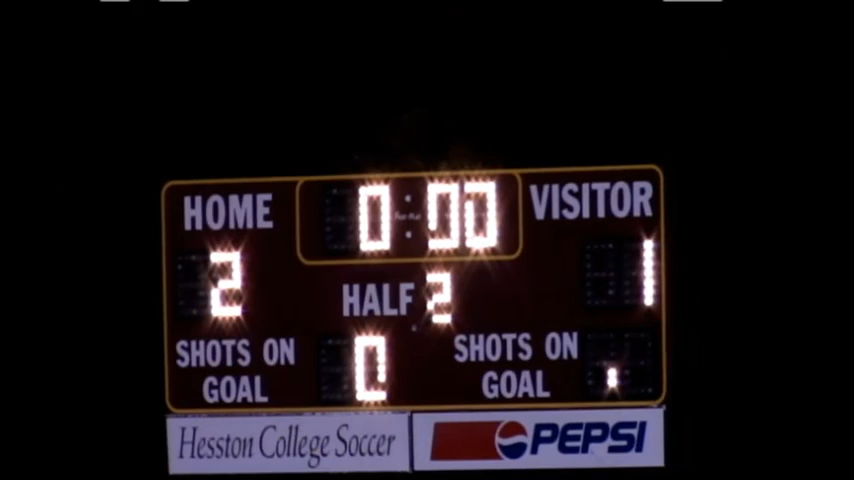 HOME 0:00 VISITOR
2 HALF 2 1
SHOTS ON GOAL 0 SHOTS ON GOAL
Hesston College Soccer PEPSI